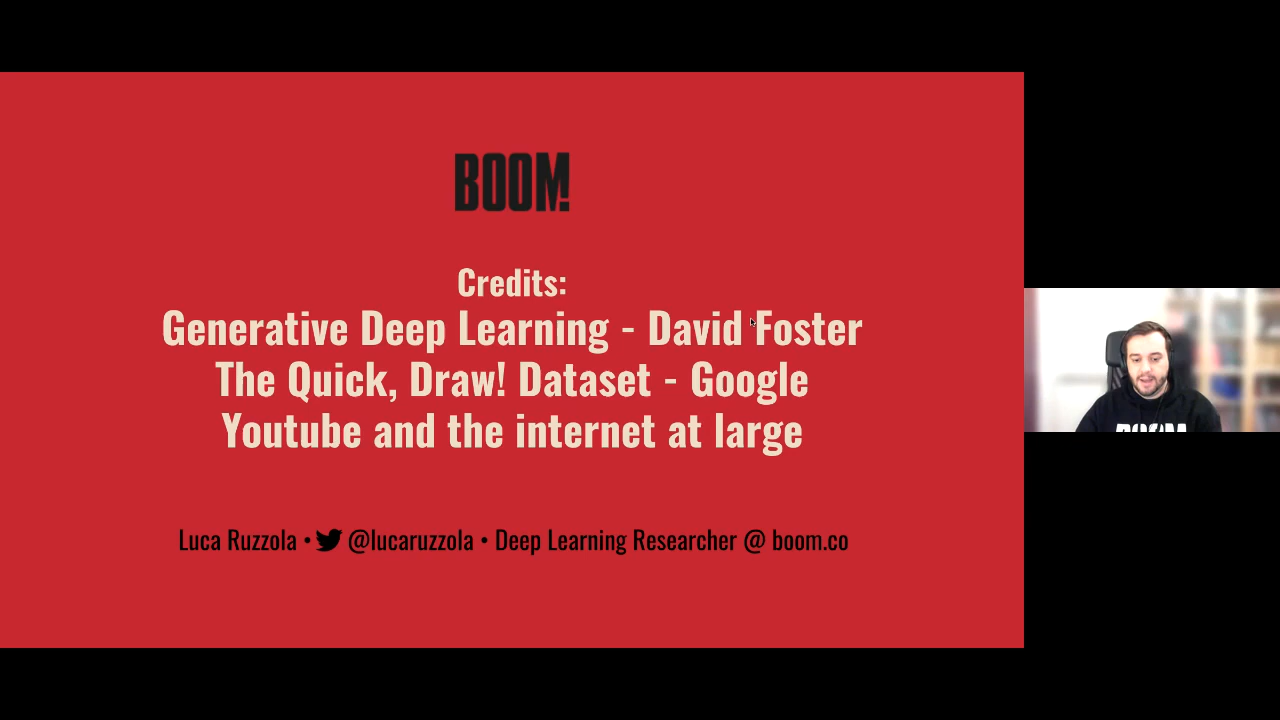 BOOM!
Credits:
Generative Deep Learning - David Foster
The Quick, Draw! Dataset - Google
Youtube and the internet at large
Luca Ruzzola • @lucaruzzola • Deep Learning Researcher @ boom.co
BOOM